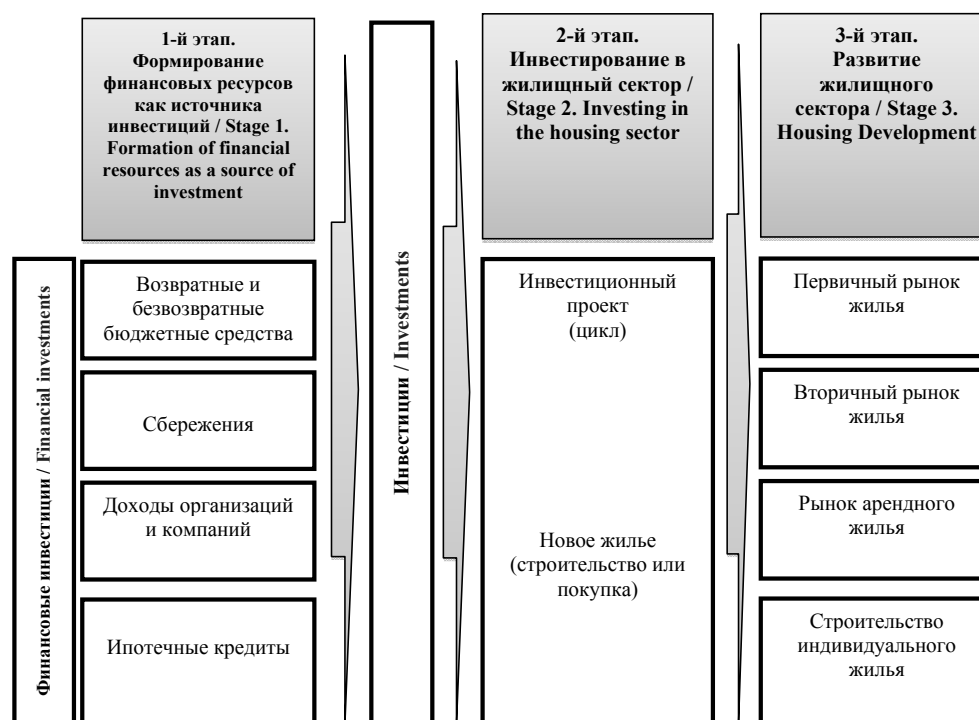 1-й этап.
Формирование
финансовых ресурсов
как источника
инвестиций / Stage 1.
Formation of financial
resources as a source of
investment
Финансовые инвестиции / Financial investments
Возвратные и
безвозвратные
бюджетные средства
Сбережения
Доходы организаций
и компаний
Ипотечные кредиты
Инвестиции / Investments
2-й этап.
Инвестирование в
жилищный сектор /
Stage 2. Investing in
the housing sector
Инвестиционный
проект
(цикл)
Новое жилье
(строительство или
покупка)
3-й этап.
Развитие
жилищного
сектора / Stage 3.
Housing Development
Первичный рынок
жилья
Вторичный рынок
жилья
Рынок арендного
жилья
Строительство
индивидуального
жилья